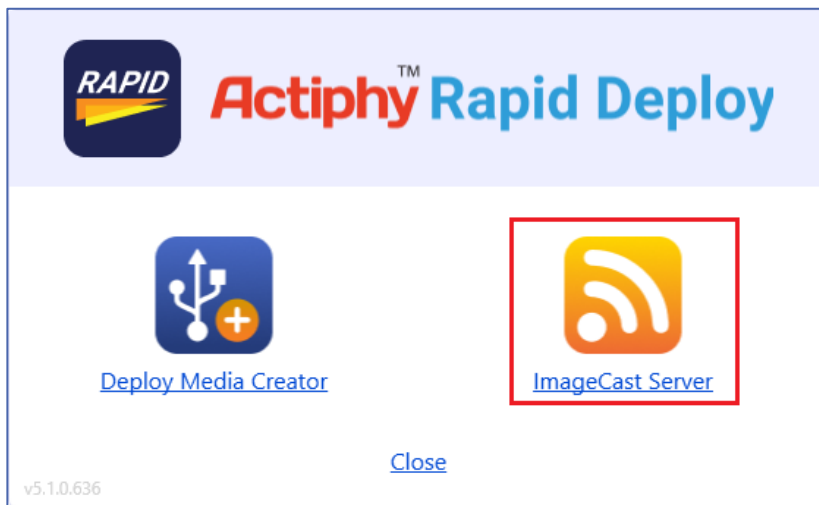 RAPID
Actiphy™ Rapid Deploy
Deploy Media Creator
ImageCast Server
Close
v5.1.0.636